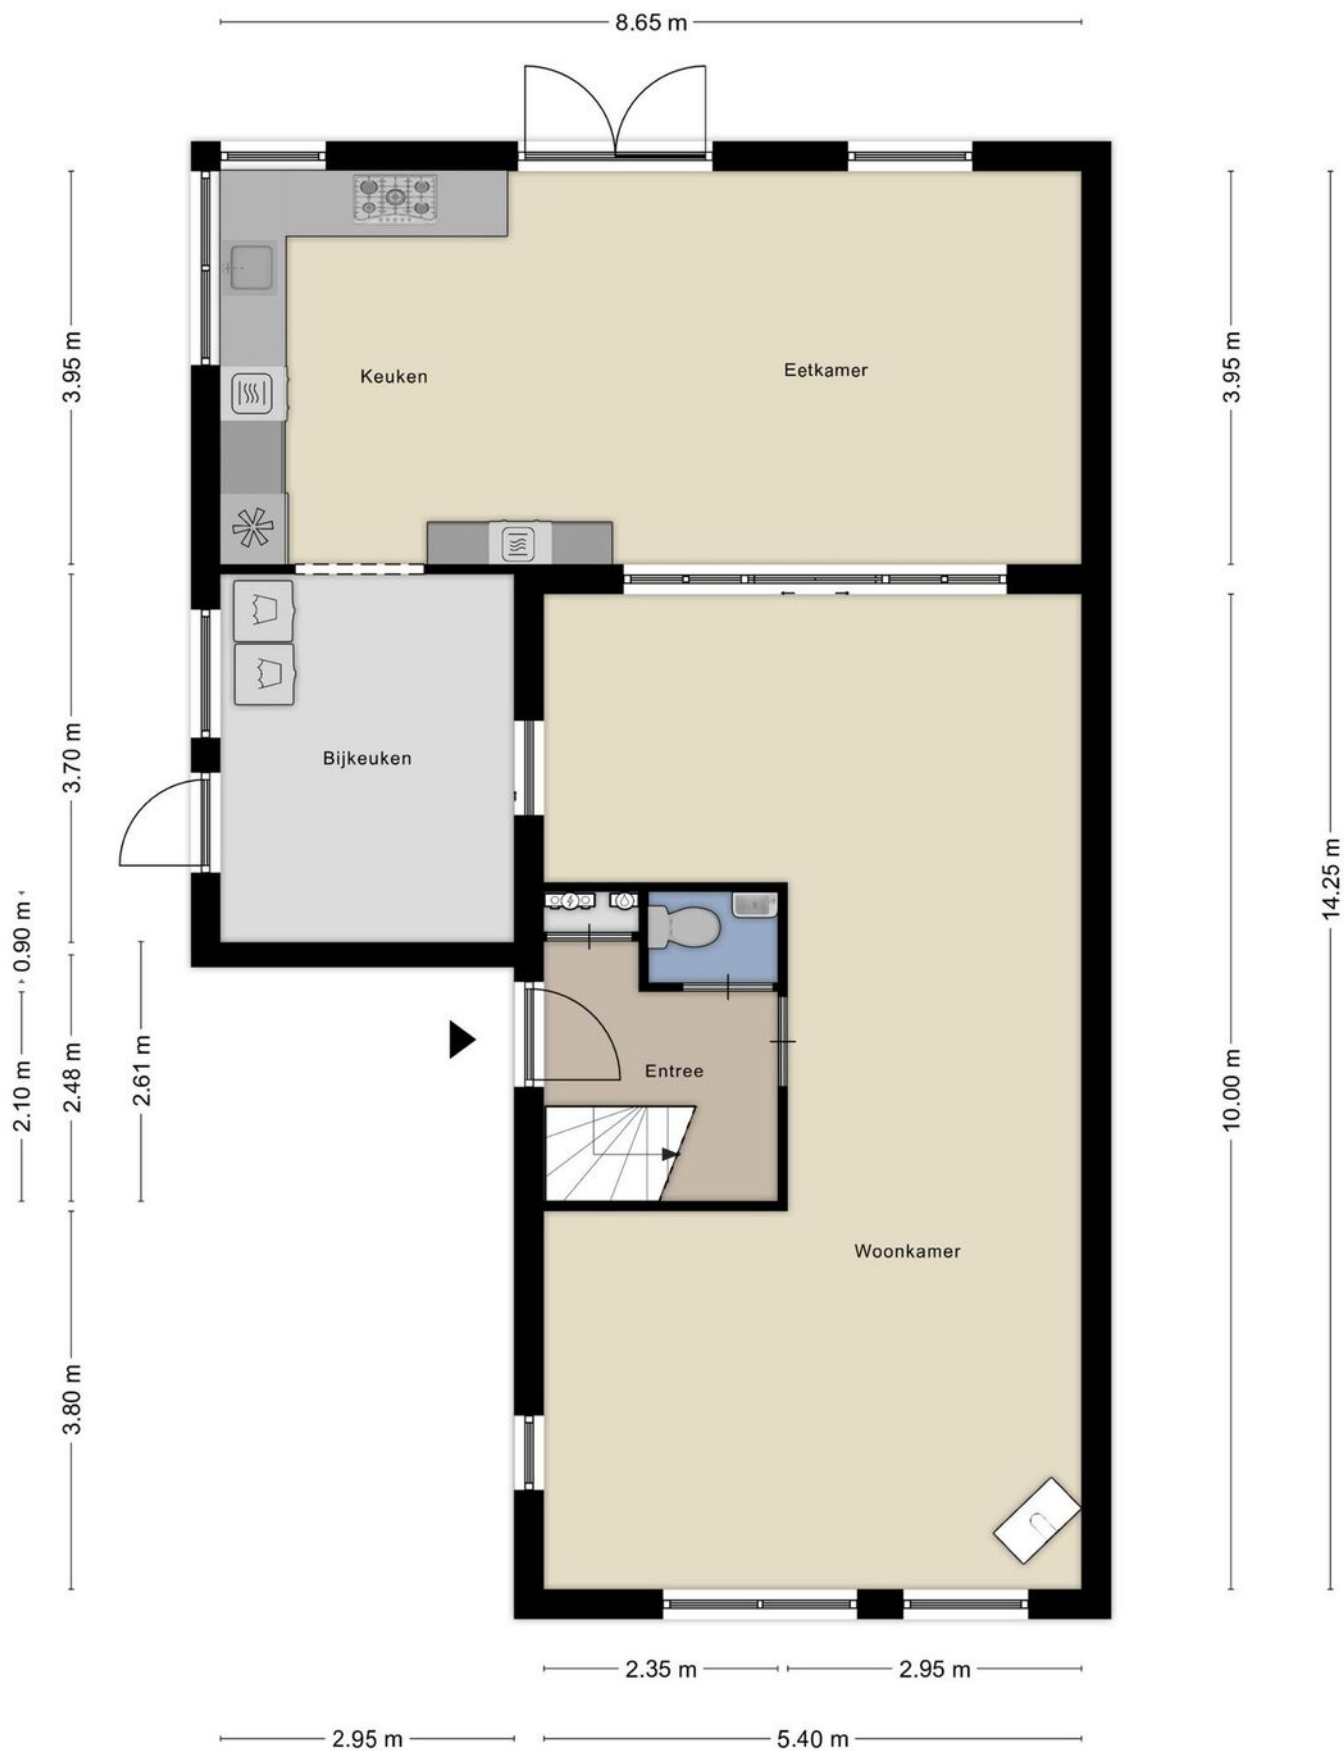 8.65 m
Keuken
Eetkamer
3.95 m
3.95 m
Bijkeuken
3.70 m
14.25 m
0.90 m
2.10 m
2.48 m
2.61 m
Entree
10.00 m
Woonkamer
3.80 m
2.35 m
2.95 m
2.95 m
5.40 m